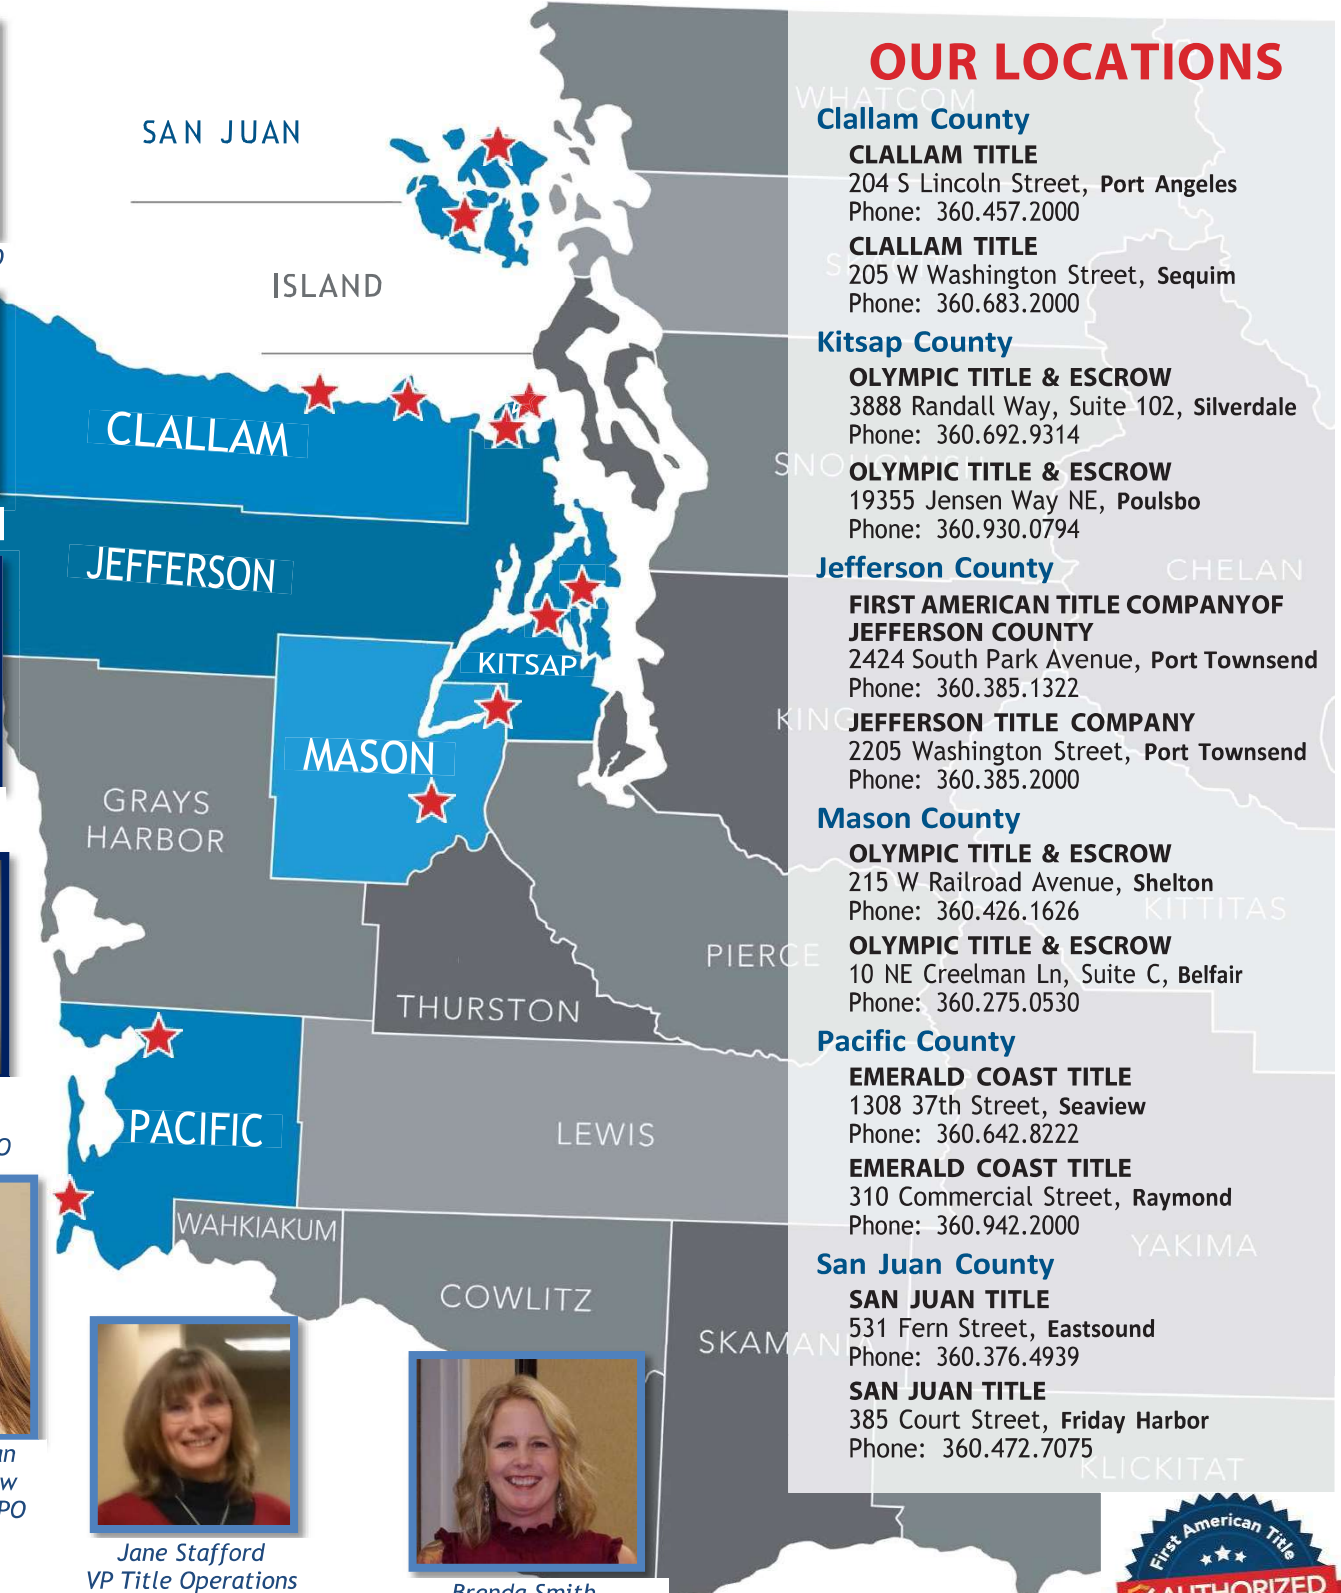 OUR LOCATIONS
Clallam County
CLALLAM TITLE
204 S Lincoln Street, Port Angeles
Phone: 360.457.2000
CLALLAM TITLE
205 W Washington Street, Sequim
Phone: 360.683.2000
Kitsap County
OLYMPIC TITLE & ESCROW
3888 Randall Way, Suite 102, Silverdale
Phone: 360.692.9314
OLYMPIC TITLE & ESCROW
19355 Jensen Way NE, Poulsbo
Phone: 360.930.0794
Jefferson County
FIRST AMERICAN TITLE COMPANYOF
JEFFERSON COUNTY
2424 South Park Avenue, Port Townsend
Phone: 360.385.1322
JEFFERSON TITLE COMPANY
2205 Washington Street, Port Townsend
Phone: 360.385.2000
Mason County
OLYMPIC TITLE & ESCROW
215 W Railroad Avenue, Shelton
Phone: 360.426.1626
OLYMPIC TITLE & ESCROW
10 NE Creelman Ln, Suite C, Belfair
Phone: 360.275.0530
Pacific County
EMERALD COAST TITLE
1308 37th Street, Seaview
Phone: 360.642.8222
EMERALD COAST TITLE
310 Commercial Street, Raymond
Phone: 360.942.2000
San Juan County
SAN JUAN TITLE
531 Fern Street, Eastsound
Phone: 360.376.4939
SAN JUAN TITLE
385 Court Street, Friday Harbor
Phone: 360.472.7075
SAN JUAN
ISLAND
CLALLAM
JEFFERSON
KITSAP
MASON
GRAYS
HARBOR
THURSTON
PACIFIC
LEWIS
WAHKIAKUM
COWLITZ
WHATCOM
SNOHOMISH
CHELAN
KING
KITTITAS
PIERCE
YAKIMA
SKAMANIA
KLICKITAT
PO
Jane Stafford
VP Title Operations
Brenda Smith
First American Title
AUTHORIZED